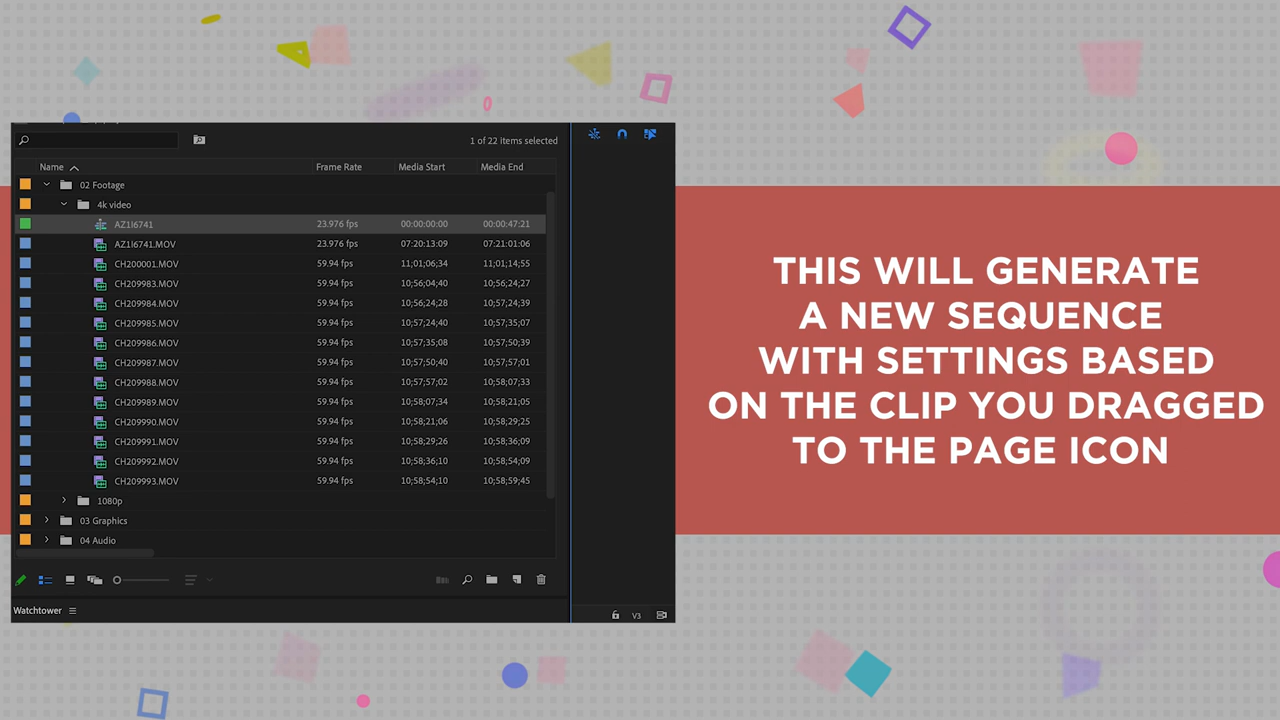 1 of 22 items selected
Name Frame Rate Media Start Media End
02 Footage
4k video
AZ1I6741 23.976 fps 00:00:00:00 00:00:47:21
AZ1I6741.MOV 23.976 fps 07:20:13:09 07:21:01:06
CH200001.MOV 59.94 fps 11;01;06;34 11;01;14;55
CH209983.MOV 59.94 fps 10;56;04;40 10;56;24;27
CH209984.MOV 59.94 fps 10;56;24;28 10;57;24;39
CH209985.MOV 59.94 fps 10;57;24;40 10;57;35;07
CH209986.MOV 59.94 fps 10;57;35;08 10;57;50;39
CH209987.MOV 59.94 fps 10;57;50;40 10;57;57;01
CH209988.MOV 59.94 fps 10;57;57;02 10;58;07;33
CH209989.MOV 59.94 fps 10;58;07;34 10;58;21;05
CH209990.MOV 59.94 fps 10;58;21;06 10;58;29;25
CH209991.MOV 59.94 fps 10;58;29;26 10;58;36;09
CH209992.MOV 59.94 fps 10;58;36;10 10;58;54;09
CH209993.MOV 59.94 fps 10;58;54;10 10;58;59;45
1080p
03 Graphics
04 Audio
Watchtower
V3
THIS WILL GENERATE
A NEW SEQUENCE
WITH SETTINGS BASED
ON THE CLIP YOU DRAGGED
TO THE PAGE ICON